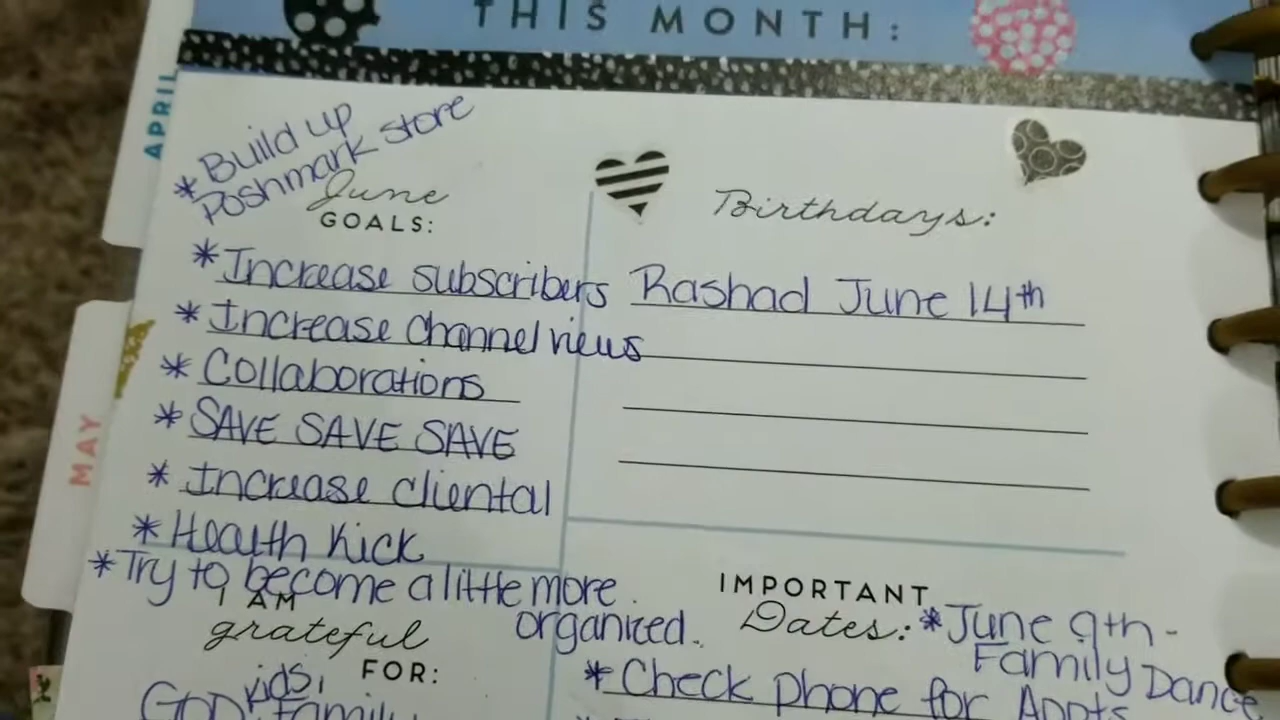 THIS MONTH:
APRIL
MAY
* Build up
Poshmark store
June
GOALS:
* Increase subscribers
* Increase channel views
* Collaborations
* SAVE SAVE SAVE
* Increase cliental
* Health Kick
* Try to become a little more
organized.
Birthdays:
Rashad June 14th
I AM
grateful
FOR:
kids,
GOD, family
IMPORTANT
Dates: * June 9th -
Family Dance
* Check phone for Appts